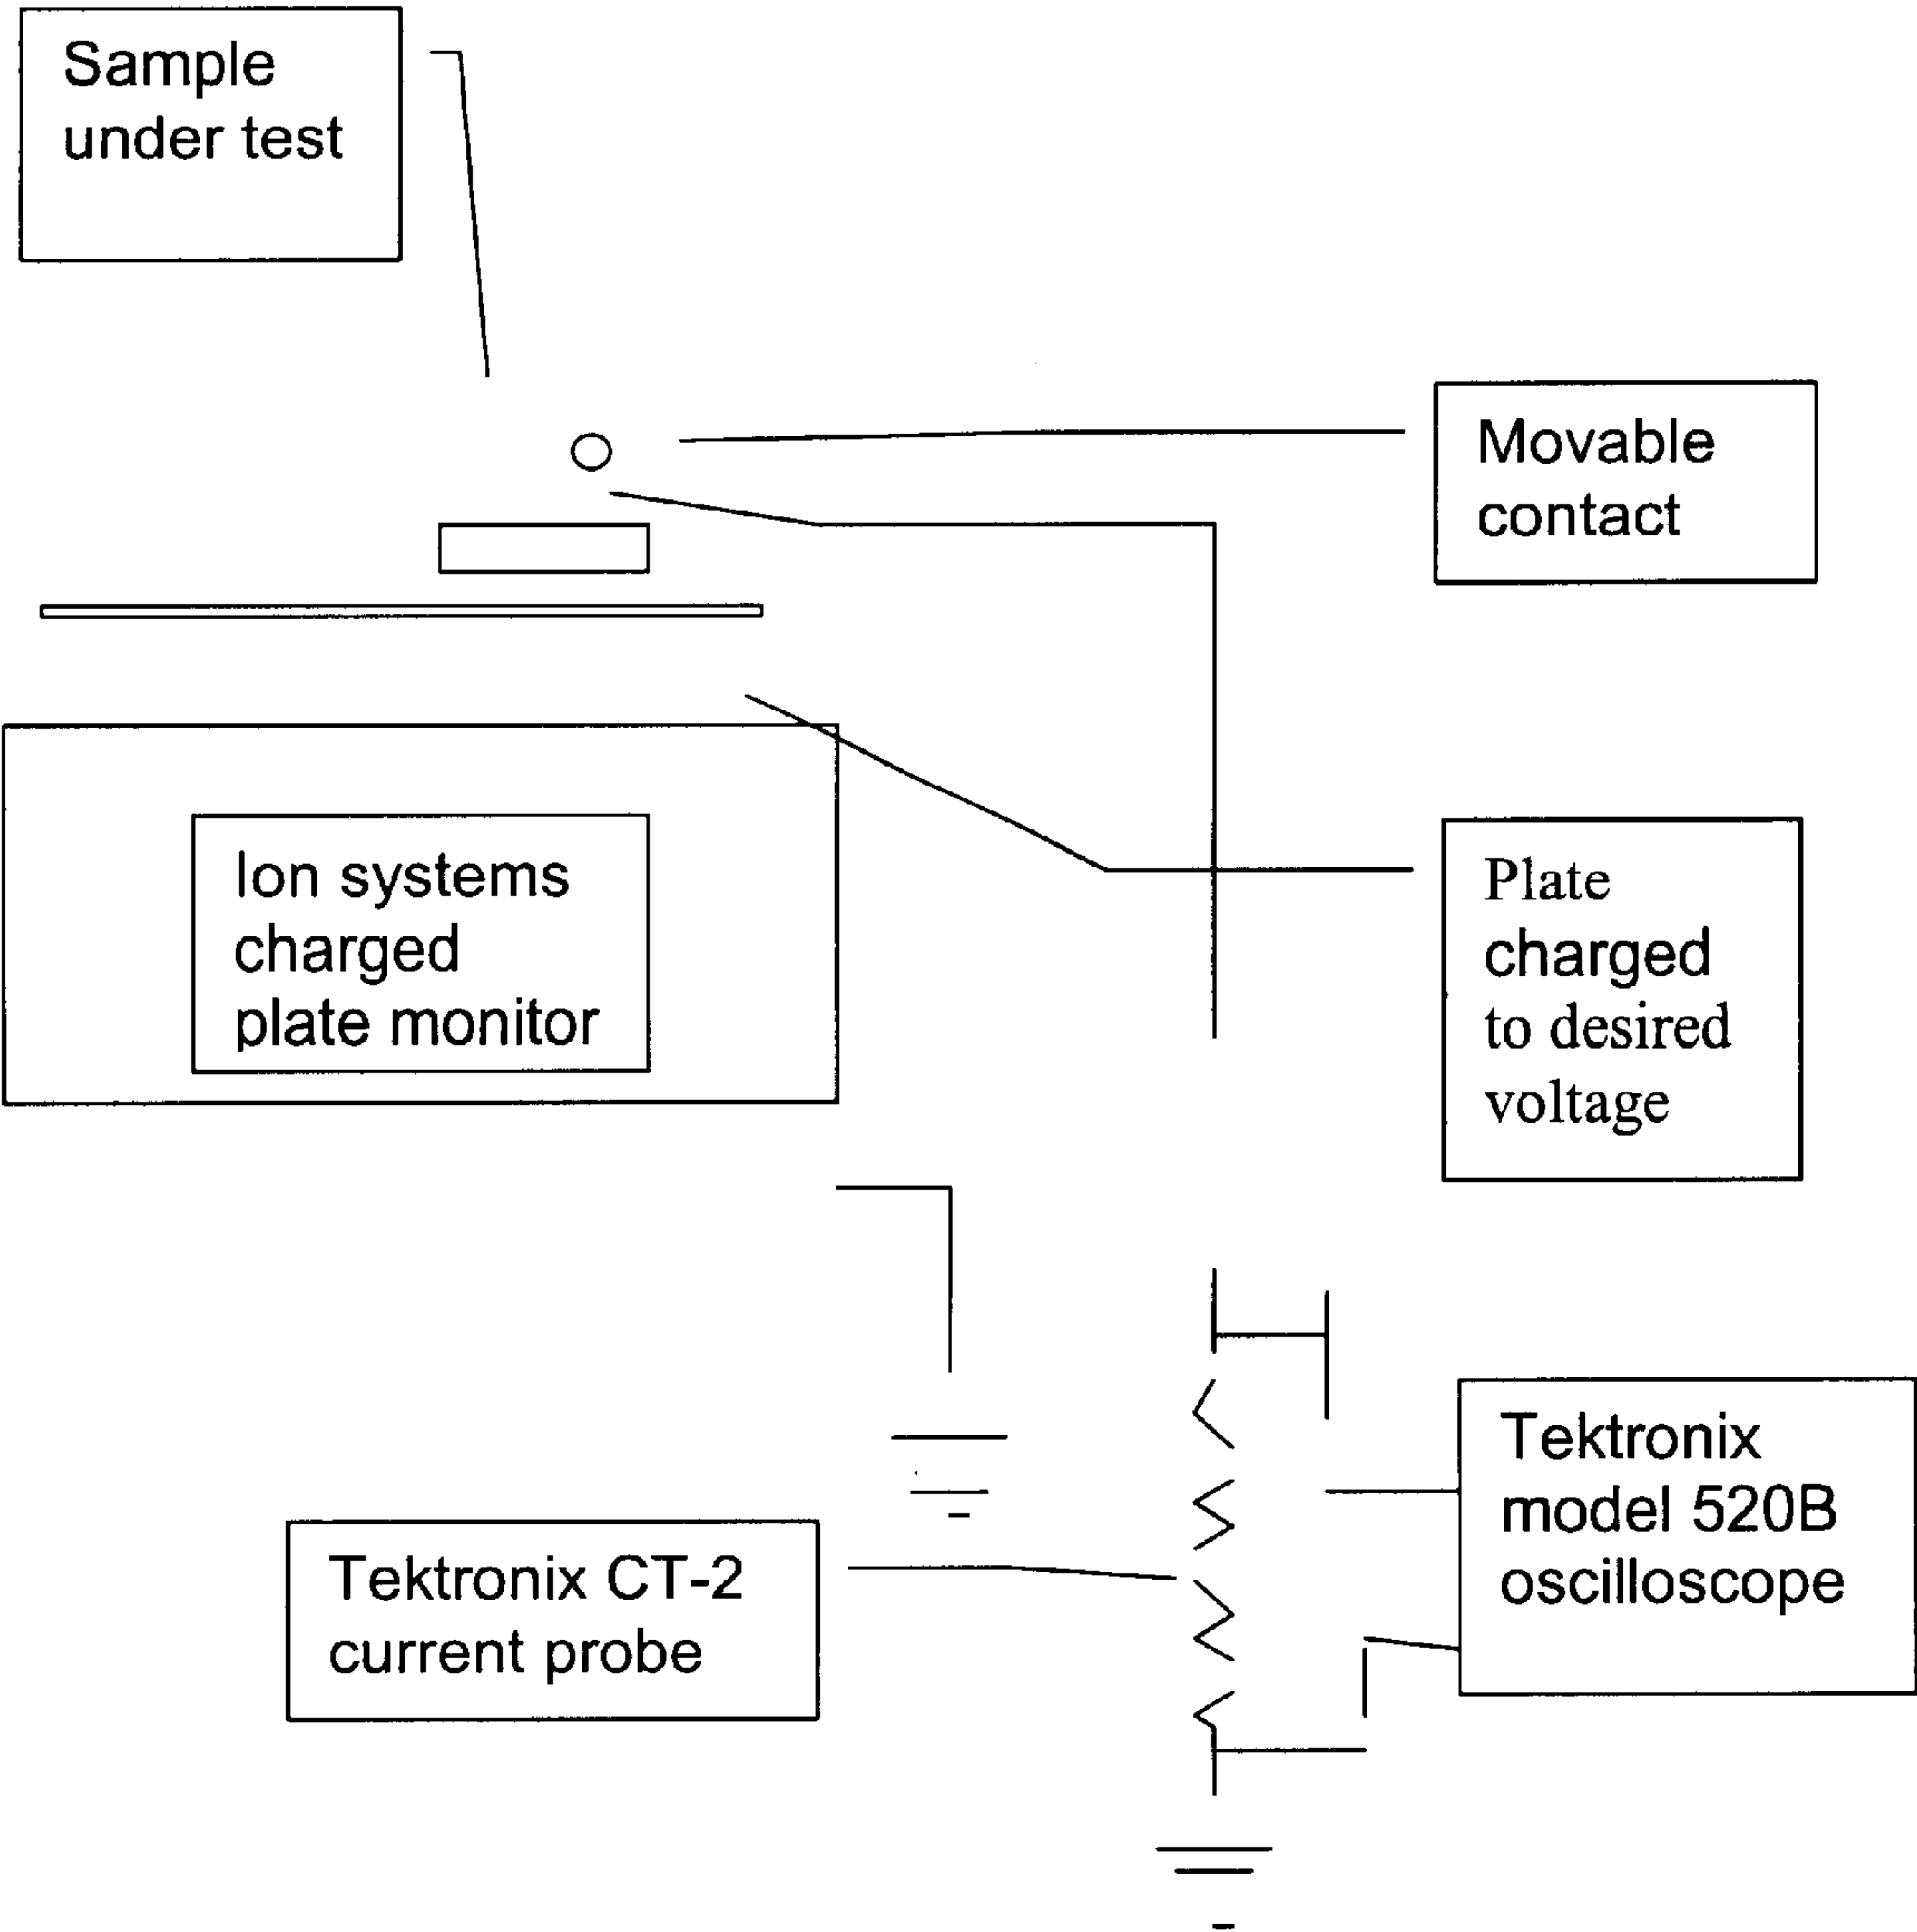 Sample
under test
Movable
contact
Ion systems
charged
plate monitor
Plate
charged
to desired
voltage
Tektronix
model 520B
oscilloscope
Tektronix CT-2
current probe